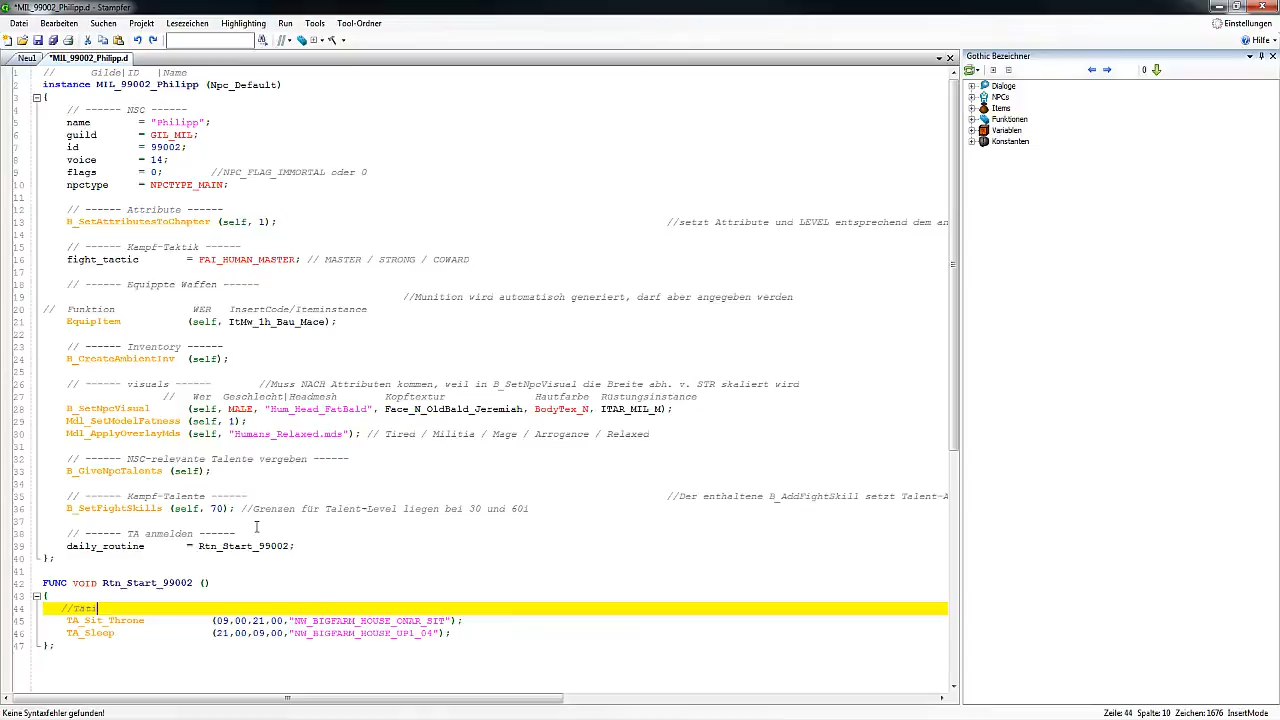 *MIL_99002_Philipp.d - Stampfer
Datei Bearbeiten Suchen Projekt Lesezeichen Highlighting Run Tools Tool-Ordner
Einstellungen
Hilfe
Neu1 *MIL_99002_Philipp.d
Gothic Bezeichner
0
Dialoge
NPCs
Items
Funktionen
Variablen
Konstanten
1 // Gilde|ID |Name
2 instance MIL_99002_Philipp (Npc_Default)
3 {
4 // ------ NSC ------
5 name = "Philipp";
6 guild = GIL_MIL;
7 id = 99002;
8 voice = 14;
9 flags = 0; //NPC_FLAG_IMMORTAL oder 0
10 npctype = NPCTYPE_MAIN;
11
12 // ------ Attribute ------
13 B_SetAttributesToChapter (self, 1); //setzt Attribute und LEVEL entsprechend dem an
14
15 // ------ Kampf-Taktik ------
16 fight_tactic = FAI_HUMAN_MASTER; // MASTER / STRONG / COWARD
17
18 // ------ Equippte Waffen ------
19 //Munition wird automatisch generiert, darf aber angegeben werden
20 // Funktion WER InsertCode/Iteminstance
21 EquipItem (self, ItMw_1h_Bau_Mace);
22
23 // ------ Inventory ------
24 B_CreateAmbientInv (self);
25
26 // ------ visuals ------ //Muss NACH Attributen kommen, weil in B_SetNpcVisual die Breite abh. v. STR skaliert wird
27 // Wer Geschlecht|Headmesh Kopftextur Hautfarbe Rüstungsinstance
28 B_SetNpcVisual (self, MALE, "Hum_Head_FatBald", Face_N_OldBald_Jeremiah, BodyTex_N, ITAR_MIL_M);
29 Mdl_SetModelFatness (self, 1);
30 Mdl_ApplyOverlayMds (self, "Humans_Relaxed.mds"); // Tired / Militia / Mage / Arrogance / Relaxed
31
32 // ------ NSC-relevante Talente vergeben ------
33 B_GiveNpcTalents (self);
34
35 // ------ Kampf-Talente ------ //Der enthaltene B_AddFightSkill setzt Talent-A
36 B_SetFightSkills (self, 70); //Grenzen für Talent-Level liegen bei 30 und 60i
37
38 // ------ TA anmelden ------
39 daily_routine = Rtn_Start_99002;
40 };
41
42 FUNC VOID Rtn_Start_99002 ()
43 {
44 //Tati
45 TA_Sit_Throne (09,00,21,00,"NW_BIGFARM_HOUSE_ONAR_SIT");
46 TA_Sleep (21,00,09,00,"NW_BIGFARM_HOUSE_UP1_04");
47 };
Keine Syntaxfehler gefunden! Zeile: 44 Spalte: 10 Zeichen: 1676 InsertMode